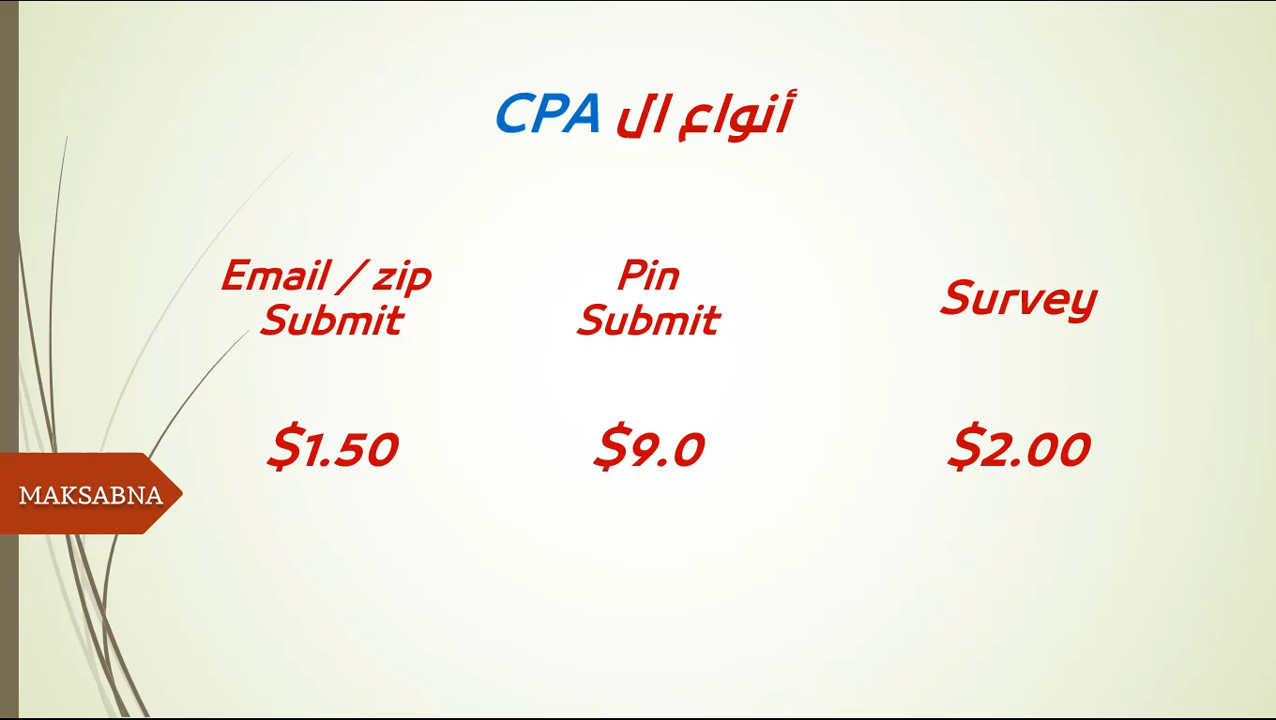 أنواع ال CPA
Email / zip
Submit
Pin
Submit
Survey
$1.50
$9.0
$2.00
MAKSABNA